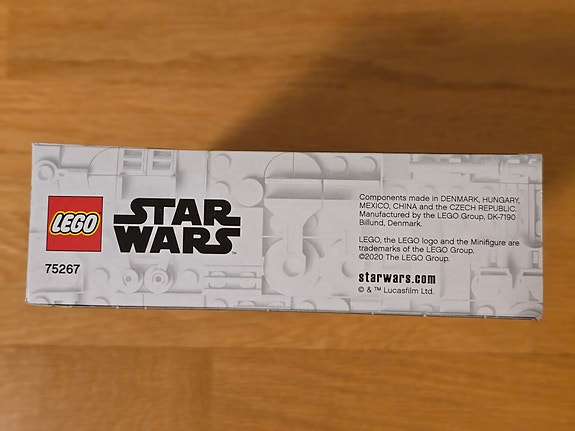 LEGO
STAR
WARS™
75267
Components made in DENMARK, HUNGARY,
MEXICO, CHINA and the CZECH REPUBLIC.
Manufactured by the LEGO Group, DK-7190
Billund, Denmark.
LEGO, the LEGO logo and the Minifigure are
trademarks of the LEGO Group.
©2020 The LEGO Group.
starwars.com
© & ™ Lucasfilm Ltd.